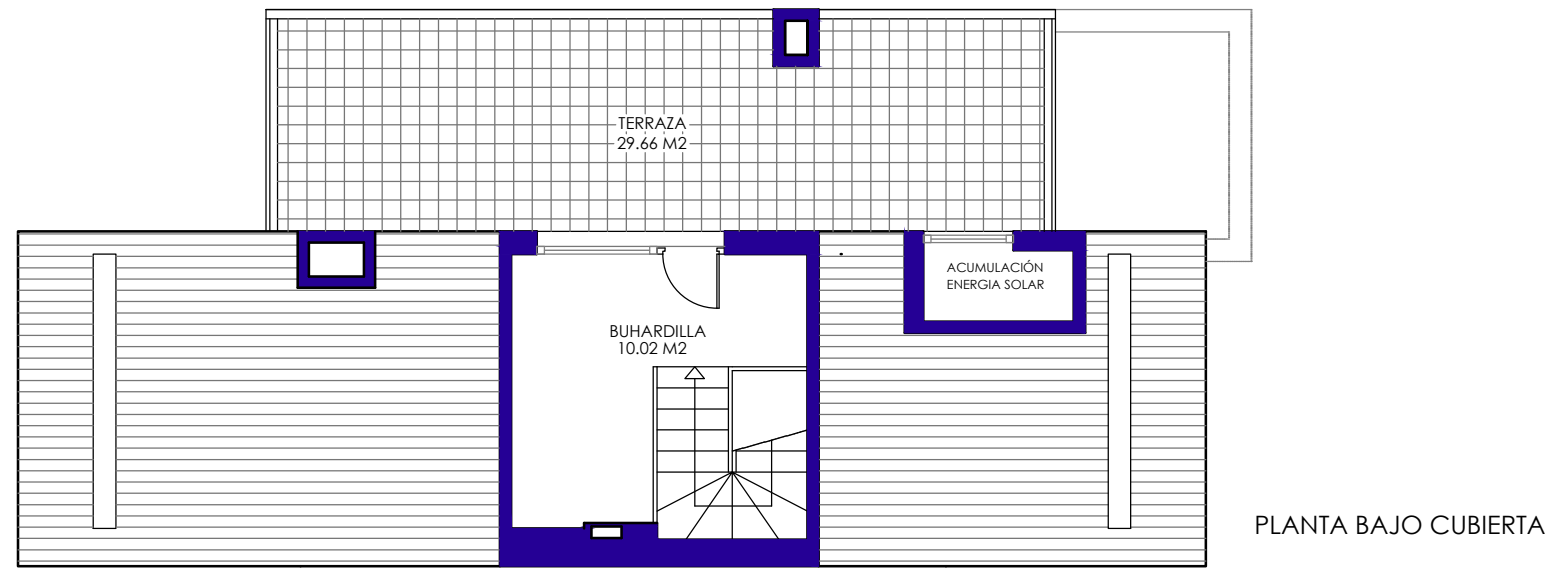 TERRAZA
29.66 M2
ACUMULACIÓN
ENERGIA SOLAR
BUHARDILLA
10.02 M2
PLANTA BAJO CUBIERTA